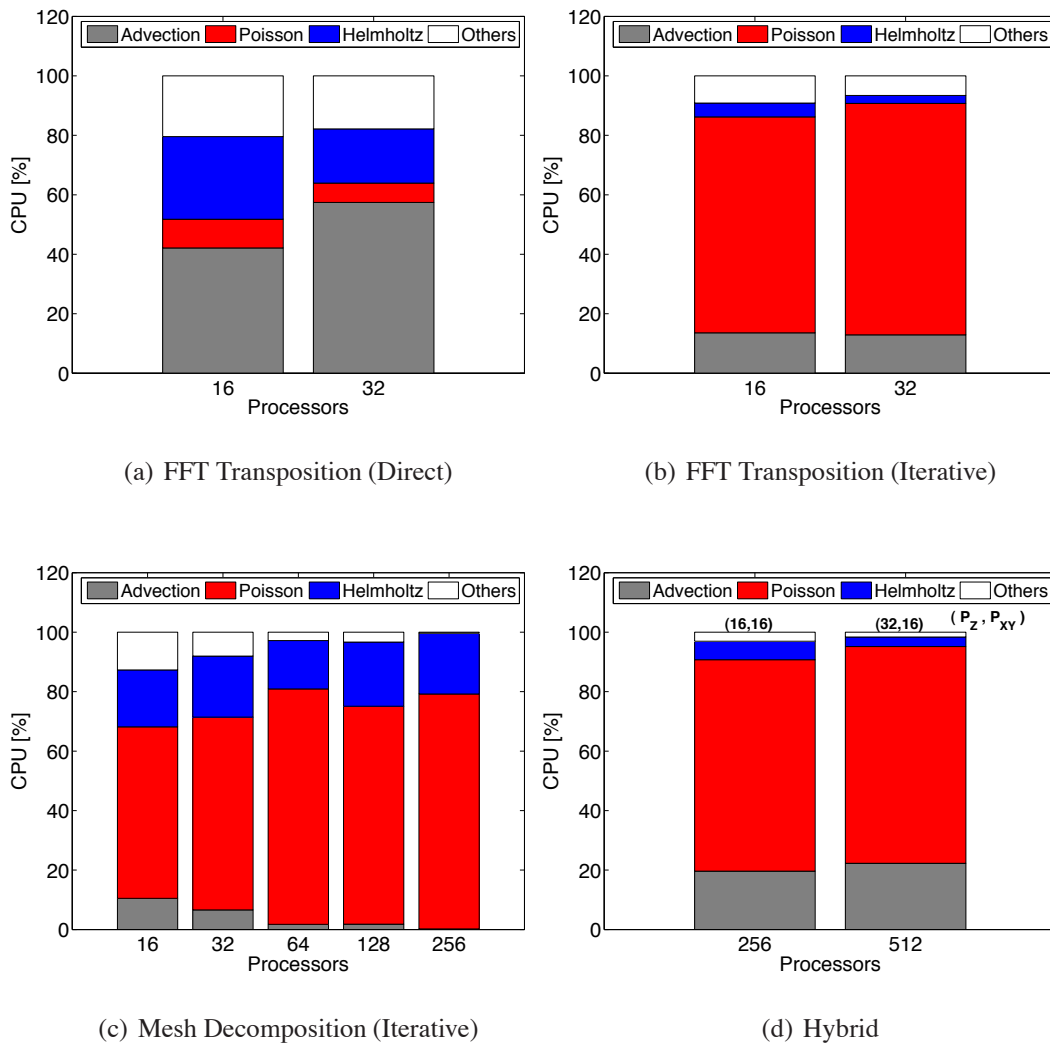 120
Advection Poisson Helmholtz Others
100
80
60
40
20
0
CPU [%]
16 32
Processors
(a) FFT Transposition (Direct)
120
Advection Poisson Helmholtz Others
100
80
60
40
20
0
CPU [%]
16 32
Processors
(b) FFT Transposition (Iterative)
120
Advection Poisson Helmholtz Others
100
80
60
40
20
0
CPU [%]
16 32 64 128 256
Processors
(c) Mesh Decomposition (Iterative)
120
Advection Poisson Helmholtz Others
(16,16) (32,16) ( P_Z , P_XY )
100
80
60
40
20
0
CPU [%]
256 512
Processors
(d) Hybrid